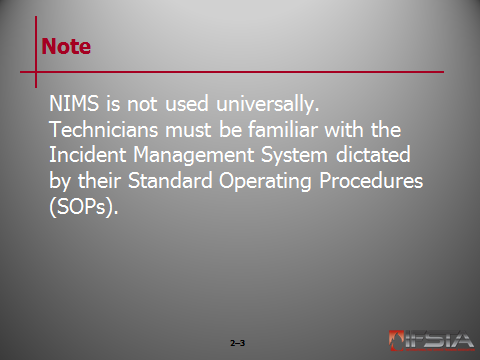 Note
NIMS is not used universally.
Technicians must be familiar with the
Incident Management System dictated
by their Standard Operating Procedures
(SOPs).
2–3
IFSTA